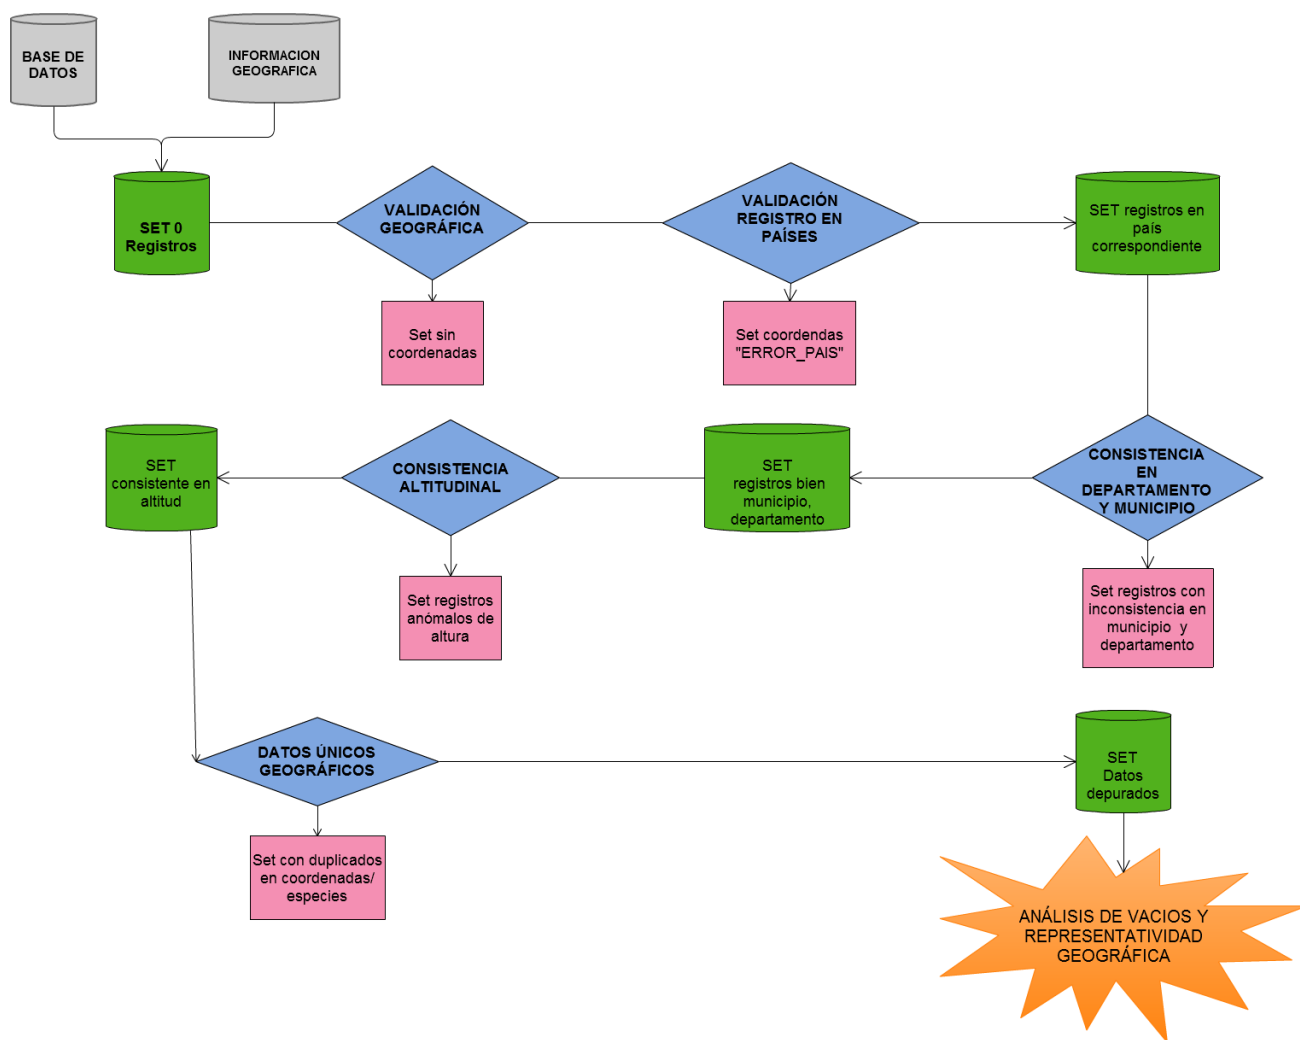 BASE DE
DATOS
INFORMACION
GEOGRAFICA
SET 0
Registros
VALIDACIÓN
GEOGRÁFICA
VALIDACIÓN
REGISTRO EN
PAÍSES
SET registros en
país
correspondiente
Set sin
coordenadas
Set coordendas
"ERROR_PAIS"
SET
consistente en
altitud
CONSISTENCIA
ALTITUDINAL
SET
registros bien
municipio,
departamento
CONSISTENCIA
EN
DEPARTAMENTO
Y MUNICIPIO
Set registros
anómalos de
altura
Set registros con
inconsistencia en
municipio y
departamento
DATOS ÚNICOS
GEOGRÁFICOS
SET
Datos
depurados
Set con duplicados
en coordenadas/
especies
ANÁLISIS DE VACIOS Y
REPRESENTATIVIDAD
GEOGRÁFICA